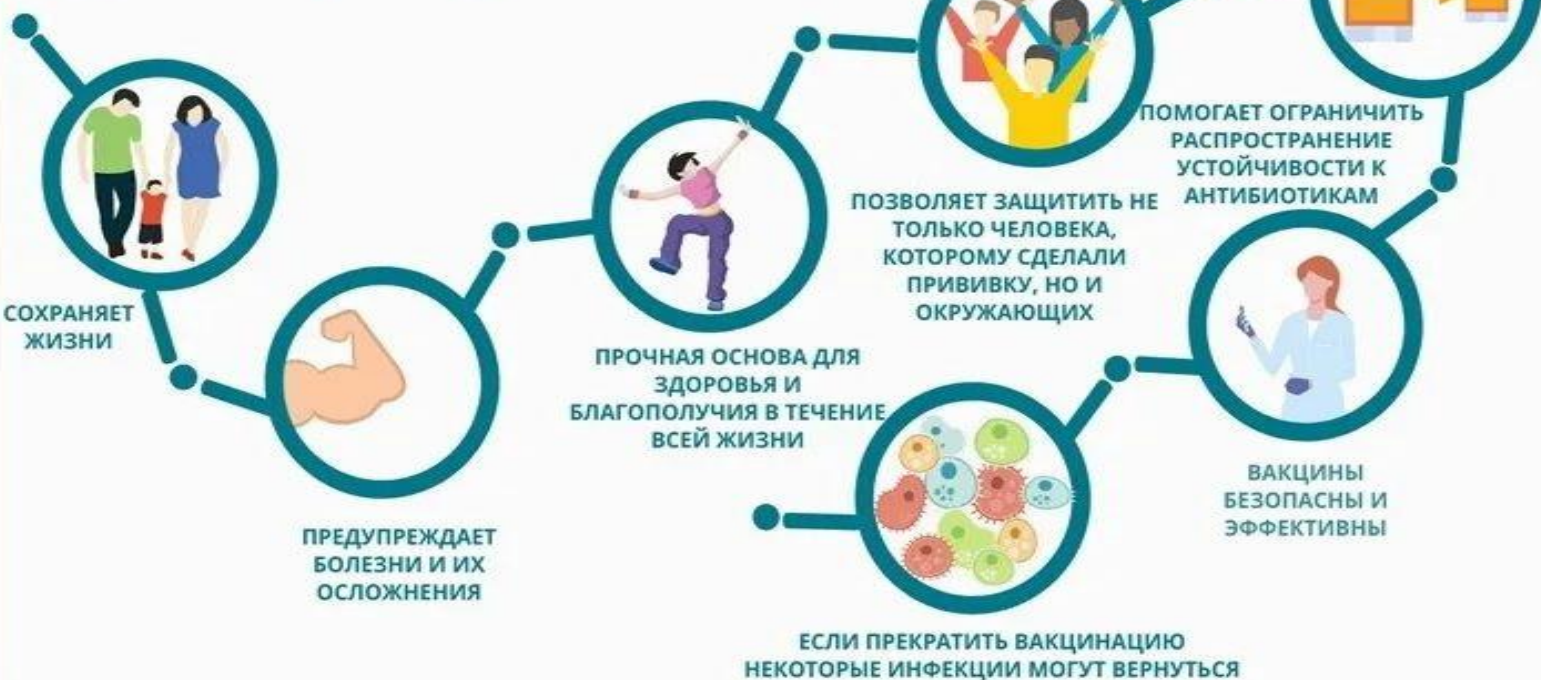 СОХРАНЯЕТ
ЖИЗНИ
ПРЕДУПРЕЖДАЕТ
БОЛЕЗНИ И ИХ
ОСЛОЖНЕНИЯ
ПРОЧНАЯ ОСНОВА ДЛЯ
ЗДОРОВЬЯ И
БЛАГОПОЛУЧИЯ В ТЕЧЕНИЕ
ВСЕЙ ЖИЗНИ
ПОЗВОЛЯЕТ ЗАЩИТИТЬ НЕ
ТОЛЬКО ЧЕЛОВЕКА,
КОТОРОМУ СДЕЛАЛИ
ПРИВИВКУ, НО И
ОКРУЖАЮЩИХ
ПОМОГАЕТ ОГРАНИЧИТЬ
РАСПРОСТРАНЕНИЕ
УСТОЙЧИВОСТИ К
АНТИБИОТИКАМ
ВАКЦИНЫ
БЕЗОПАСНЫ И
ЭФФЕКТИВНЫ
ЕСЛИ ПРЕКРАТИТЬ ВАКЦИНАЦИЮ
НЕКОТОРЫЕ ИНФЕКЦИИ МОГУТ ВЕРНУТЬСЯ